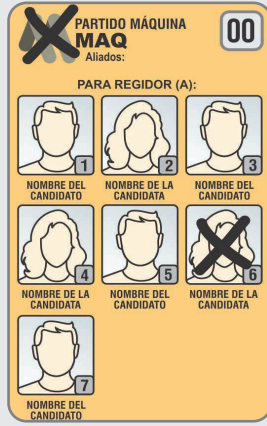 PARTIDO MÁQUINA
MAQ
Aliados:
00
PARA REGIDOR (A):
1
2
3
NOMBRE DEL CANDIDATO
NOMBRE DE LA CANDIDATA
NOMBRE DEL CANDIDATO
4
5
6
NOMBRE DE LA CANDIDATA
NOMBRE DEL CANDIDATO
NOMBRE DE LA CANDIDATA
7
NOMBRE DEL CANDIDATO